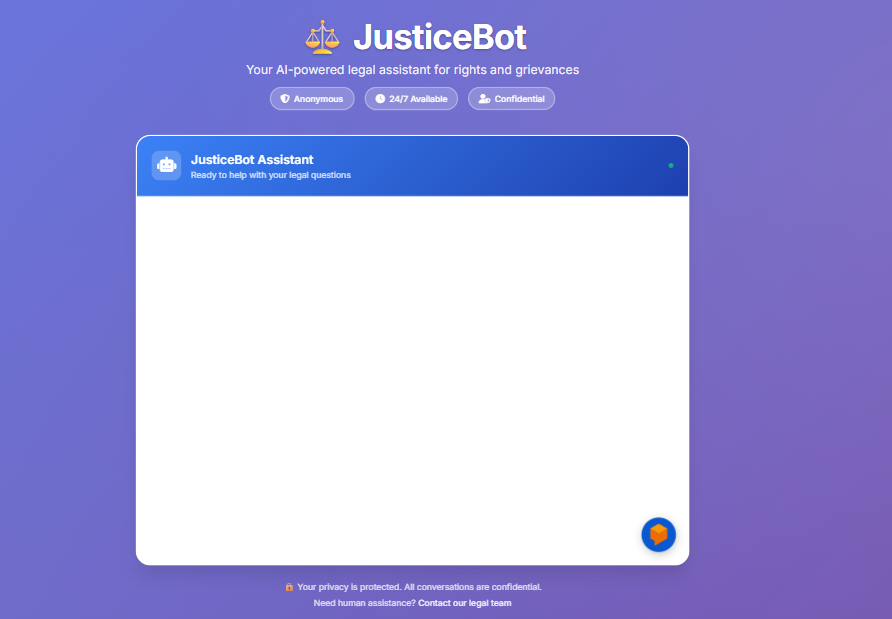 JusticeBot
Your AI-powered legal assistant for rights and grievances
Anonymous 24/7 Available Confidential
JusticeBot Assistant
Ready to help with your legal questions
Your privacy is protected. All conversations are confidential.
Need human assistance? Contact our legal team